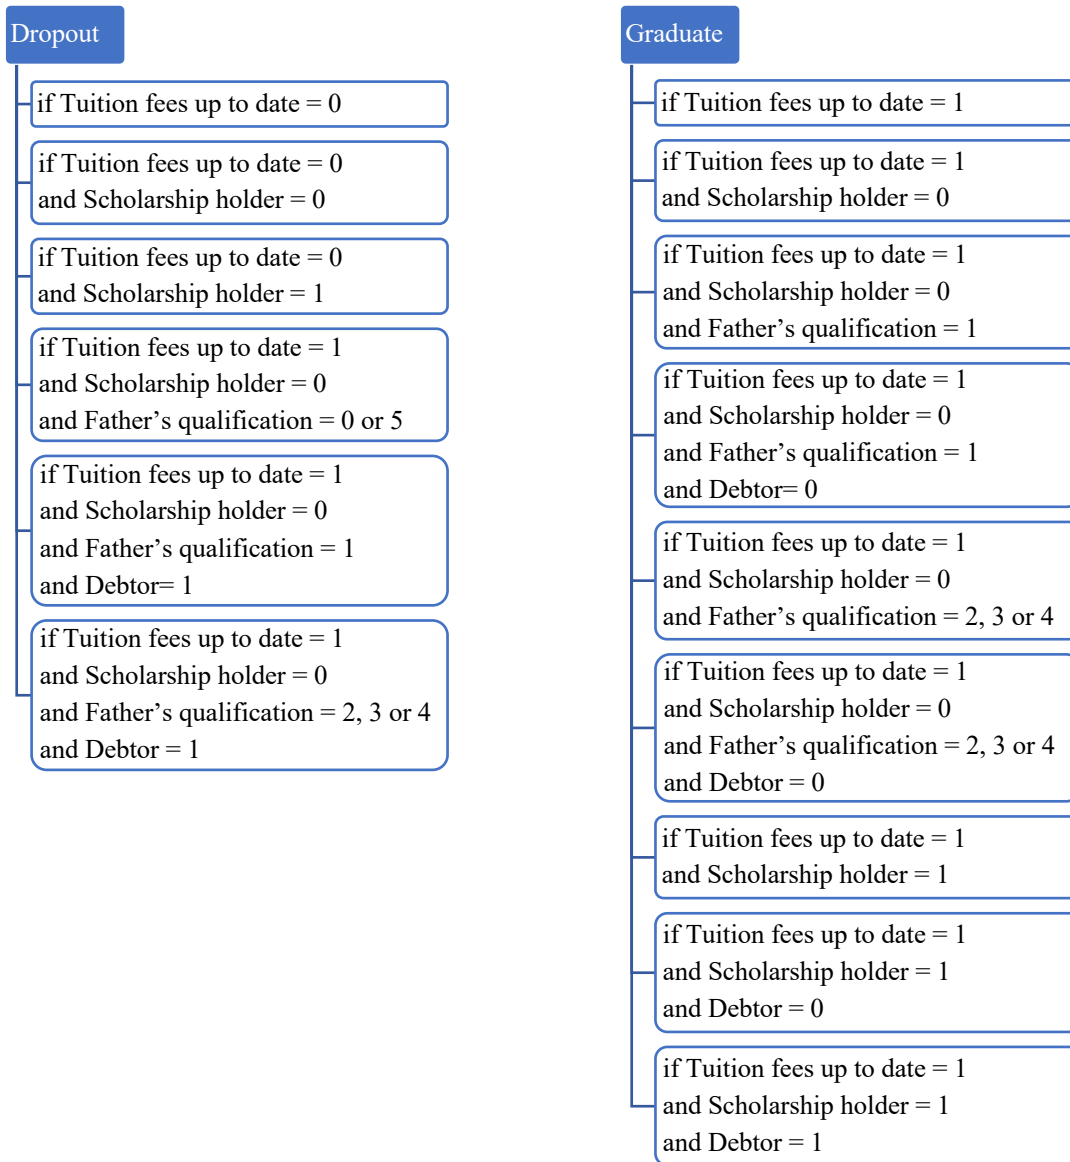 Dropout
if Tuition fees up to date = 0
if Tuition fees up to date = 0
and Scholarship holder = 0
if Tuition fees up to date = 0
and Scholarship holder = 1
if Tuition fees up to date = 1
and Scholarship holder = 0
and Father’s qualification = 0 or 5
if Tuition fees up to date = 1
and Scholarship holder = 0
and Father’s qualification = 1
and Debtor= 1
if Tuition fees up to date = 1
and Scholarship holder = 0
and Father’s qualification = 2, 3 or 4
and Debtor = 1
Graduate
if Tuition fees up to date = 1
if Tuition fees up to date = 1
and Scholarship holder = 0
if Tuition fees up to date = 1
and Scholarship holder = 0
and Father’s qualification = 1
if Tuition fees up to date = 1
and Scholarship holder = 0
and Father’s qualification = 1
and Debtor= 0
if Tuition fees up to date = 1
and Scholarship holder = 0
and Father’s qualification = 2, 3 or 4
if Tuition fees up to date = 1
and Scholarship holder = 0
and Father’s qualification = 2, 3 or 4
and Debtor = 0
if Tuition fees up to date = 1
and Scholarship holder = 1
if Tuition fees up to date = 1
and Scholarship holder = 1
and Debtor = 0
if Tuition fees up to date = 1
and Scholarship holder = 1
and Debtor = 1